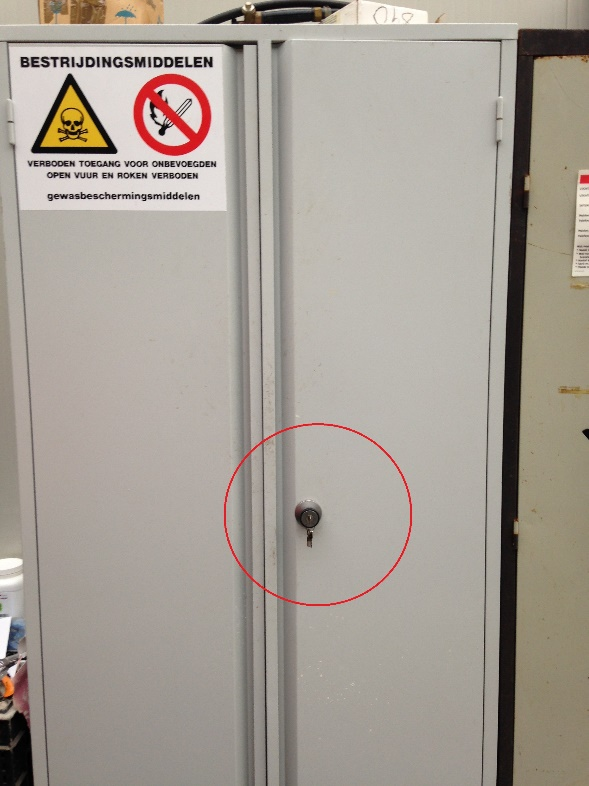 BESTRIJDINGSMIDDELEN
VERBODEN TOEGANG VOOR ONBEVOEGDEN
OPEN VUUR EN ROKEN VERBODEN
gewasbeschermingsmiddelen